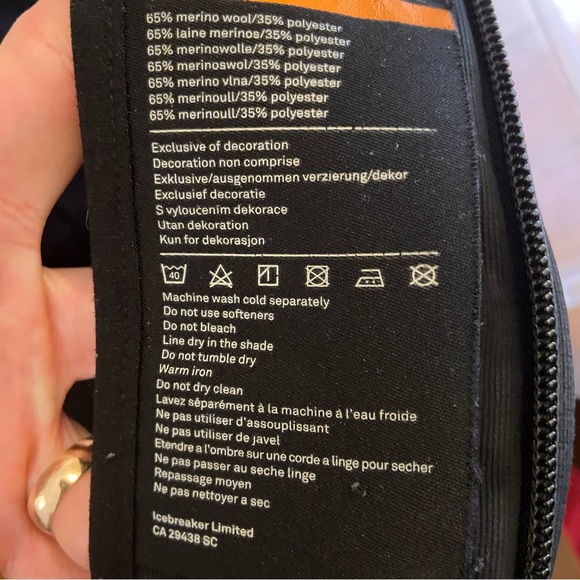 65% merino wool/35% polyester
65% laine merinos/35% polyester
65% merinowolle/35% polyester
65% merinoswol/35% polyester
65% merino vlna/35% polyester
65% merinoull/35% polyester
65% merinoull/35% polyester
Exclusive of decoration
Decoration non comprise
Exklusive/ausgenommen verzierung/dekor
Exclusief decoratie
S vyloučením dekorace
Utan dekoration
Kun for dekorasjon
40
Machine wash cold separately
Do not use softeners
Do not bleach
Line dry in the shade
Do not tumble dry
Warm iron
Do not dry clean
Lavez séparément à la machine à l'eau froide
Ne pas utiliser d'assouplissant
Ne pas utiliser de javel
Etendre a l'ombre sur une corde a linge pour secher
Ne pas passer au seche linge
Repassage moyen
Ne pas nettoyer a sec
Icebreaker Limited
CA 29438 SC